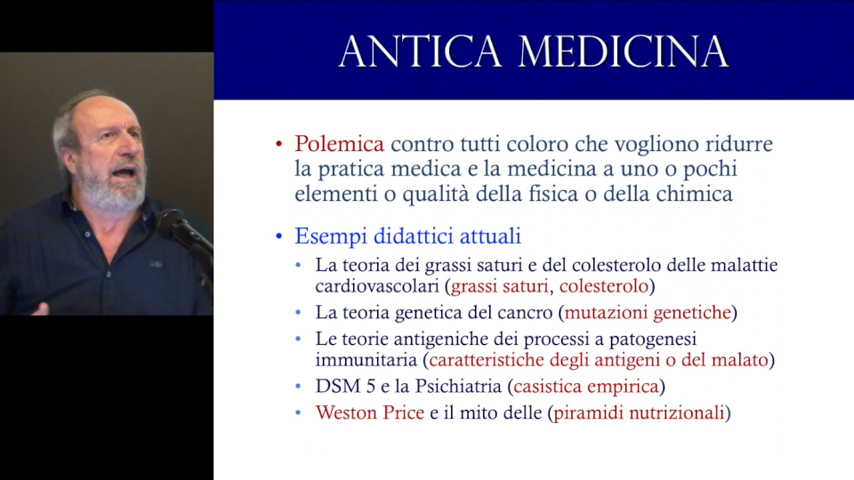 ANTICA MEDICINA
• Polemica contro tutti coloro che vogliono ridurre
la pratica medica e la medicina a uno o pochi
elementi o qualità della fisica o della chimica
• Esempi didattici attuali
• La teoria dei grassi saturi e del colesterolo delle malattie
cardiovascolari (grassi saturi, colesterolo)
• La teoria genetica del cancro (mutazioni genetiche)
• Le teorie antigeniche dei processi a patogenesi
immunitaria (caratteristiche degli antigeni o del malato)
• DSM 5 e la Psichiatria (casistica empirica)
• Weston Price e il mito delle (piramidi nutrizionali)